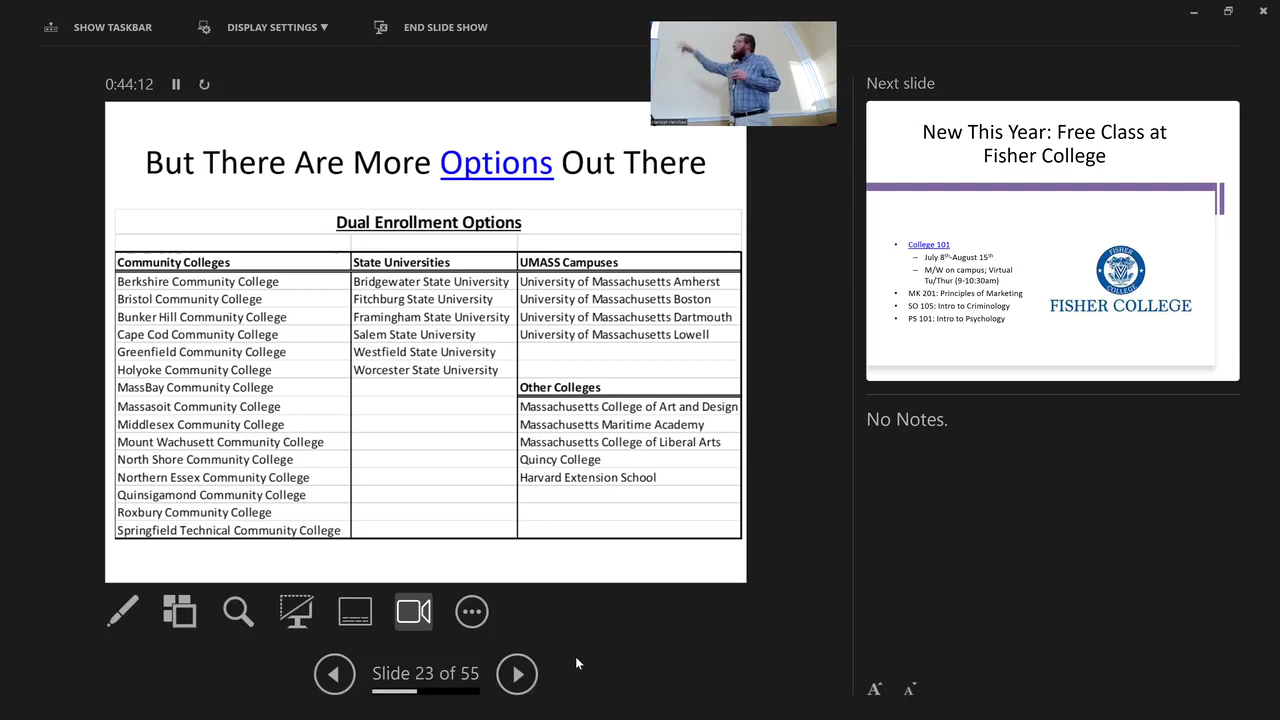 SHOW TASKBAR
DISPLAY SETTINGS ▼
END SLIDE SHOW
0:44:12
But There Are More Options Out There
Dual Enrollment Options
Community Colleges
Berkshire Community College
Bristol Community College
Bunker Hill Community College
Cape Cod Community College
Greenfield Community College
Holyoke Community College
MassBay Community College
Massasoit Community College
Middlesex Community College
Mount Wachusett Community College
North Shore Community College
Northern Essex Community College
Quinsigamond Community College
Roxbury Community College
Springfield Technical Community College
State Universities
Bridgewater State University
Fitchburg State University
Framingham State University
Salem State University
Westfield State University
Worcester State University
UMASS Campuses
University of Massachusetts Amherst
University of Massachusetts Boston
University of Massachusetts Dartmouth
University of Massachusetts Lowell
Other Colleges
Massachusetts College of Art and Design
Massachusetts Maritime Academy
Massachusetts College of Liberal Arts
Quincy College
Harvard Extension School
Slide 23 of 55
Next slide
New This Year: Free Class at
Fisher College
• College 101
– July 8th-August 15th
– M/W on campus; Virtual
Tu/Thur (9-10:30am)
• MK 201: Principles of Marketing
• SO 105: Intro to Criminology
• PS 101: Intro to Psychology
FISHER
COLLEGE
FISHER COLLEGE
No Notes.
A A